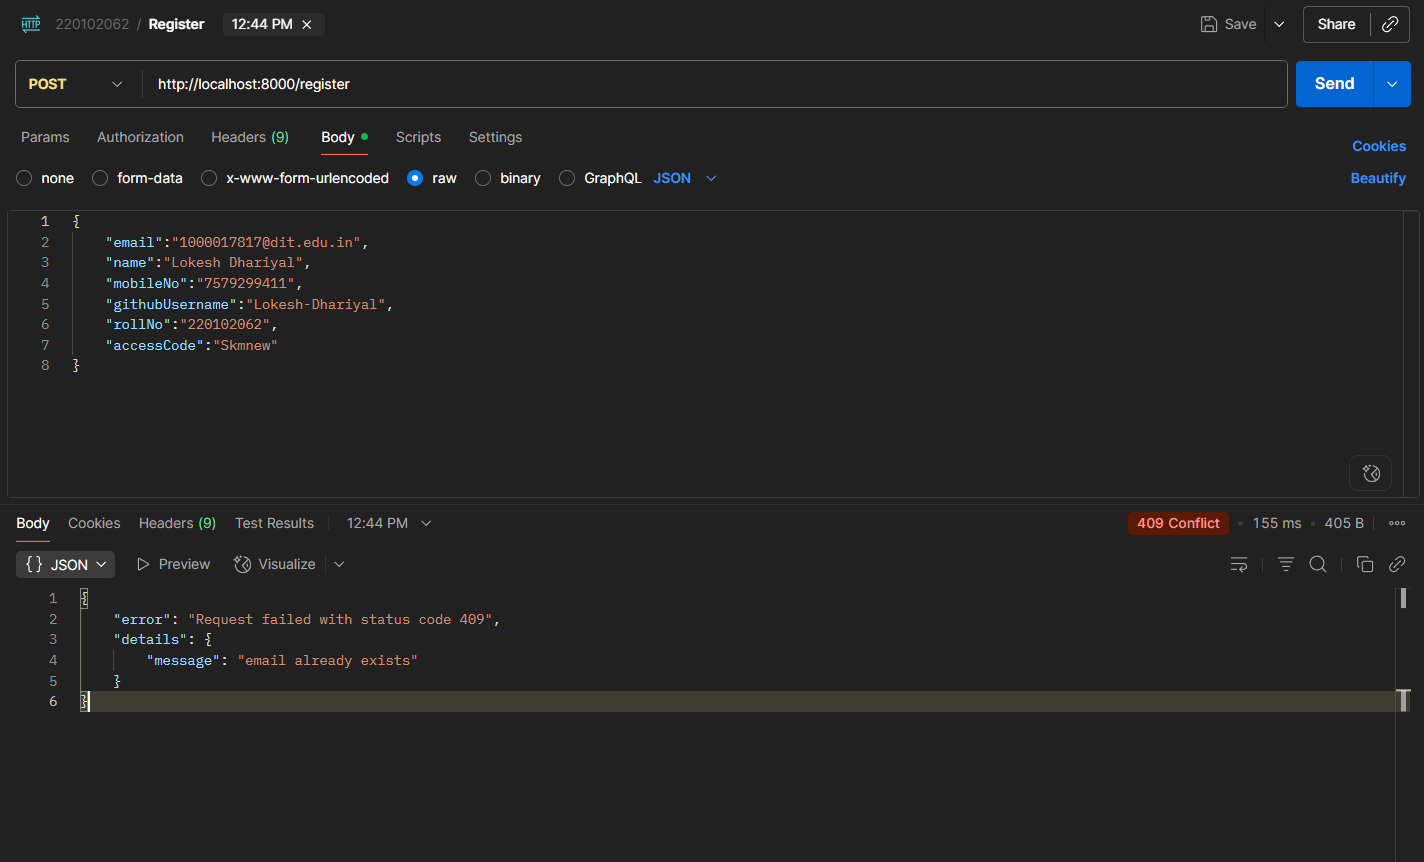 HTTP 220102062 / Register 12:44 PM Save Share
POST http://localhost:8000/register Send
Params Authorization Headers (9) Body Scripts Settings Cookies
none form-data x-www-form-urlencoded raw binary GraphQL JSON Beautify
1 {
2 "email":"1000017817@dit.edu.in",
3 "name":"Lokesh Dhariyal",
4 "mobileNo":"7579299411",
5 "githubUsername":"Lokesh-Dhariyal",
6 "rollNo":"220102062",
7 "accessCode":"Skmnew"
8 }
Body Cookies Headers (9) Test Results 12:44 PM 409 Conflict 155 ms 405 B
{} JSON Preview Visualize
1 {
2 "error": "Request failed with status code 409",
3 "details": {
4 "message": "email already exists"
5 }
6 }